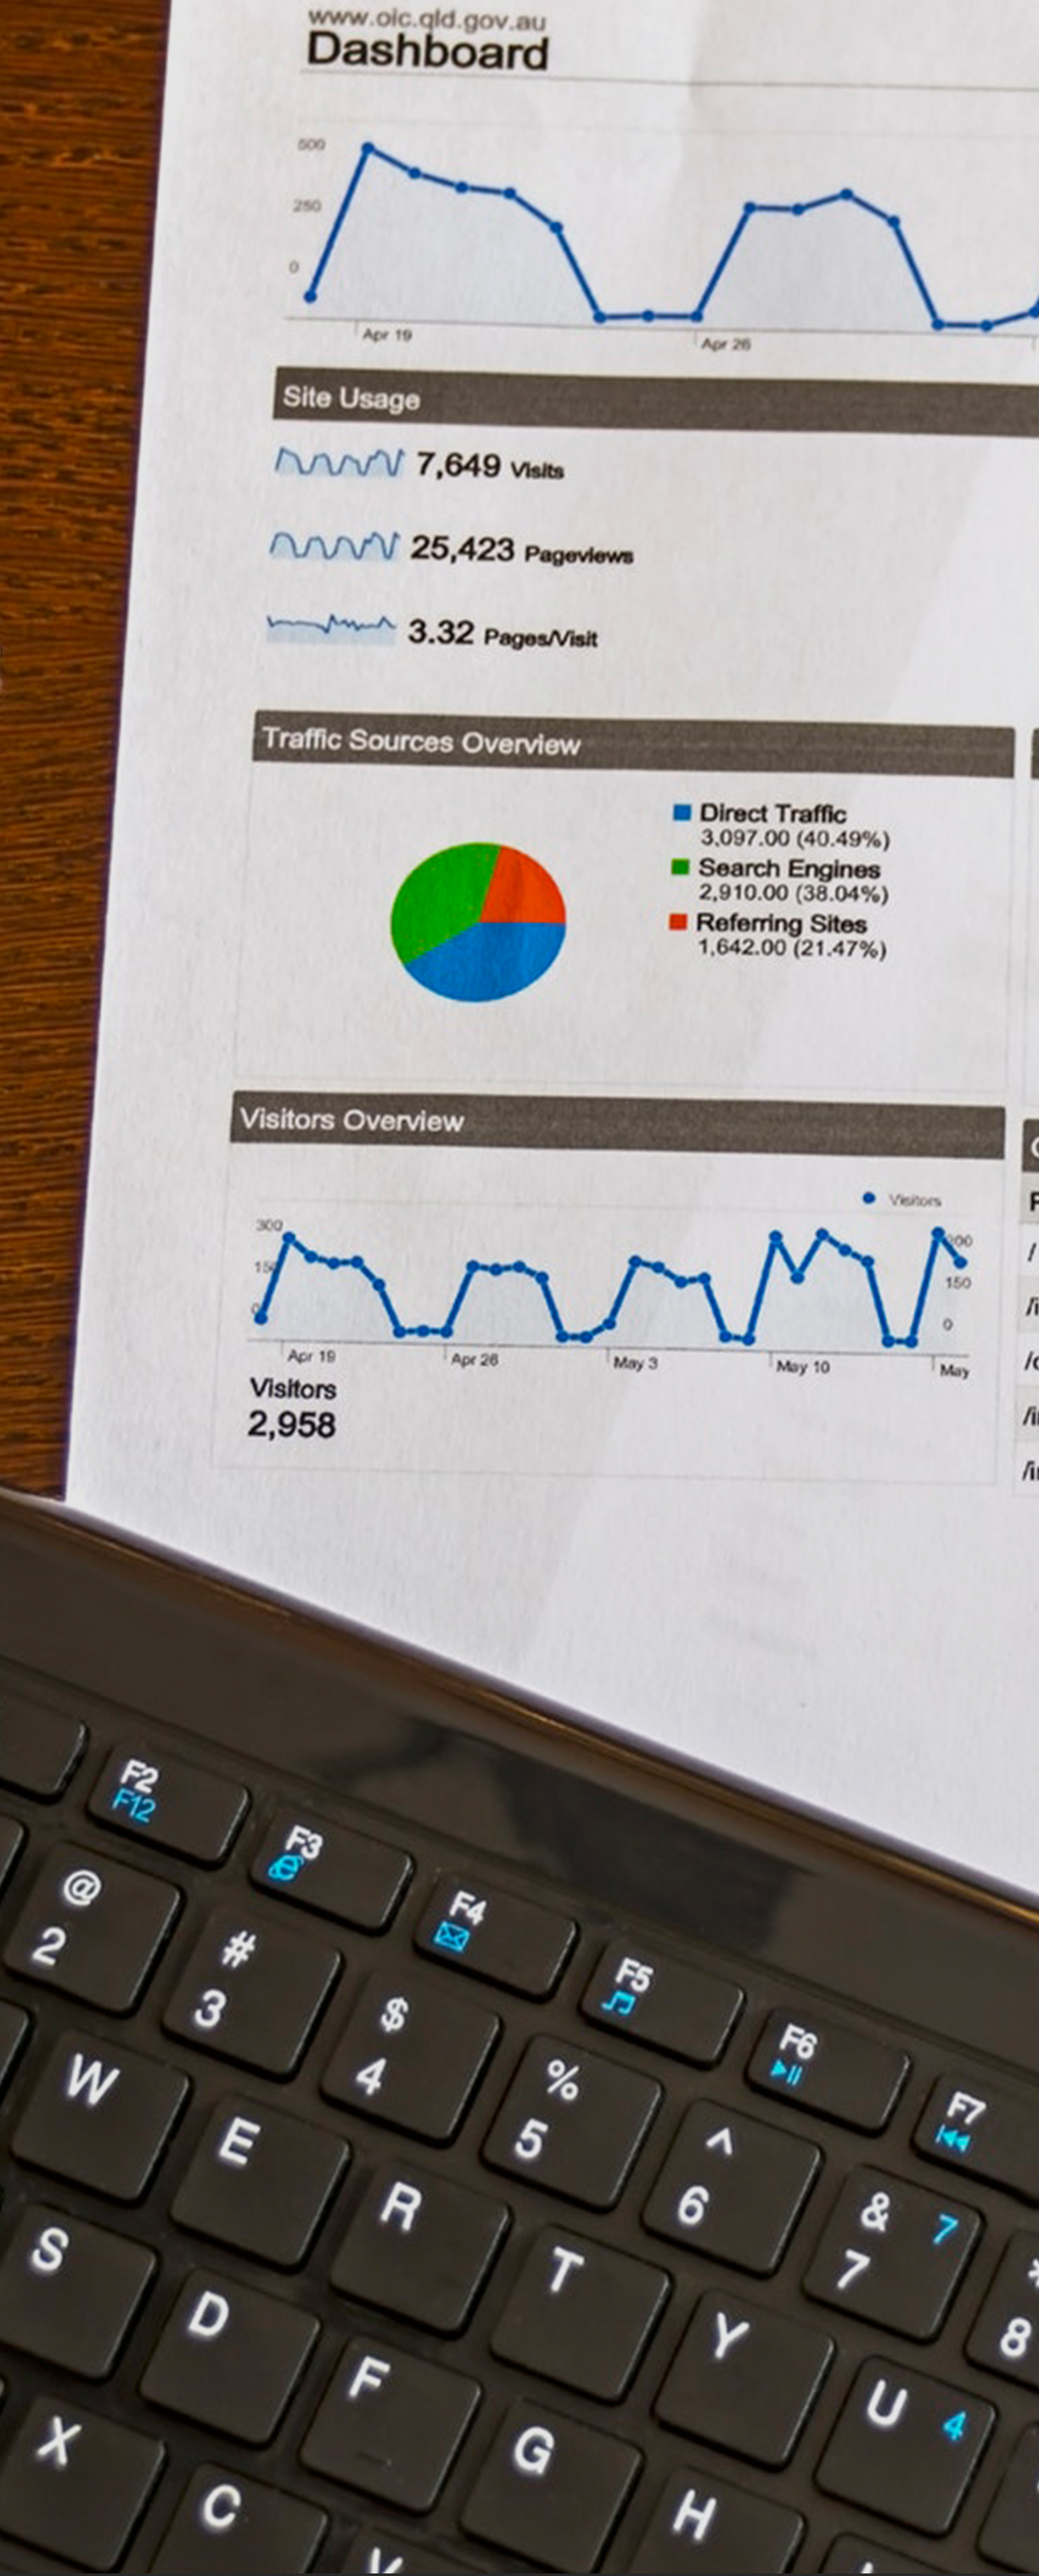 www.oic.qld.gov.au
Dashboard
500
250
0
Apr 19
Apr 26
Site Usage
7,649 Visits
25,423 Pageviews
3.32 Pages/Visit
Traffic Sources Overview
Direct Traffic
3,097.00 (40.49%)
Search Engines
2,910.00 (38.04%)
Referring Sites
1,642.00 (21.47%)
Visitors Overview
Visitors
300
150
0
150
0
Apr 19
Apr 26
May 3
May 10
May
Visitors
2,958
F2
F12
F3
F4
F5
F6
F7
@
2
#
3
$
4
%
5
^
6
&
7
7
8
W
E
R
T
Y
U
4
S
D
F
G
H
X
C
V